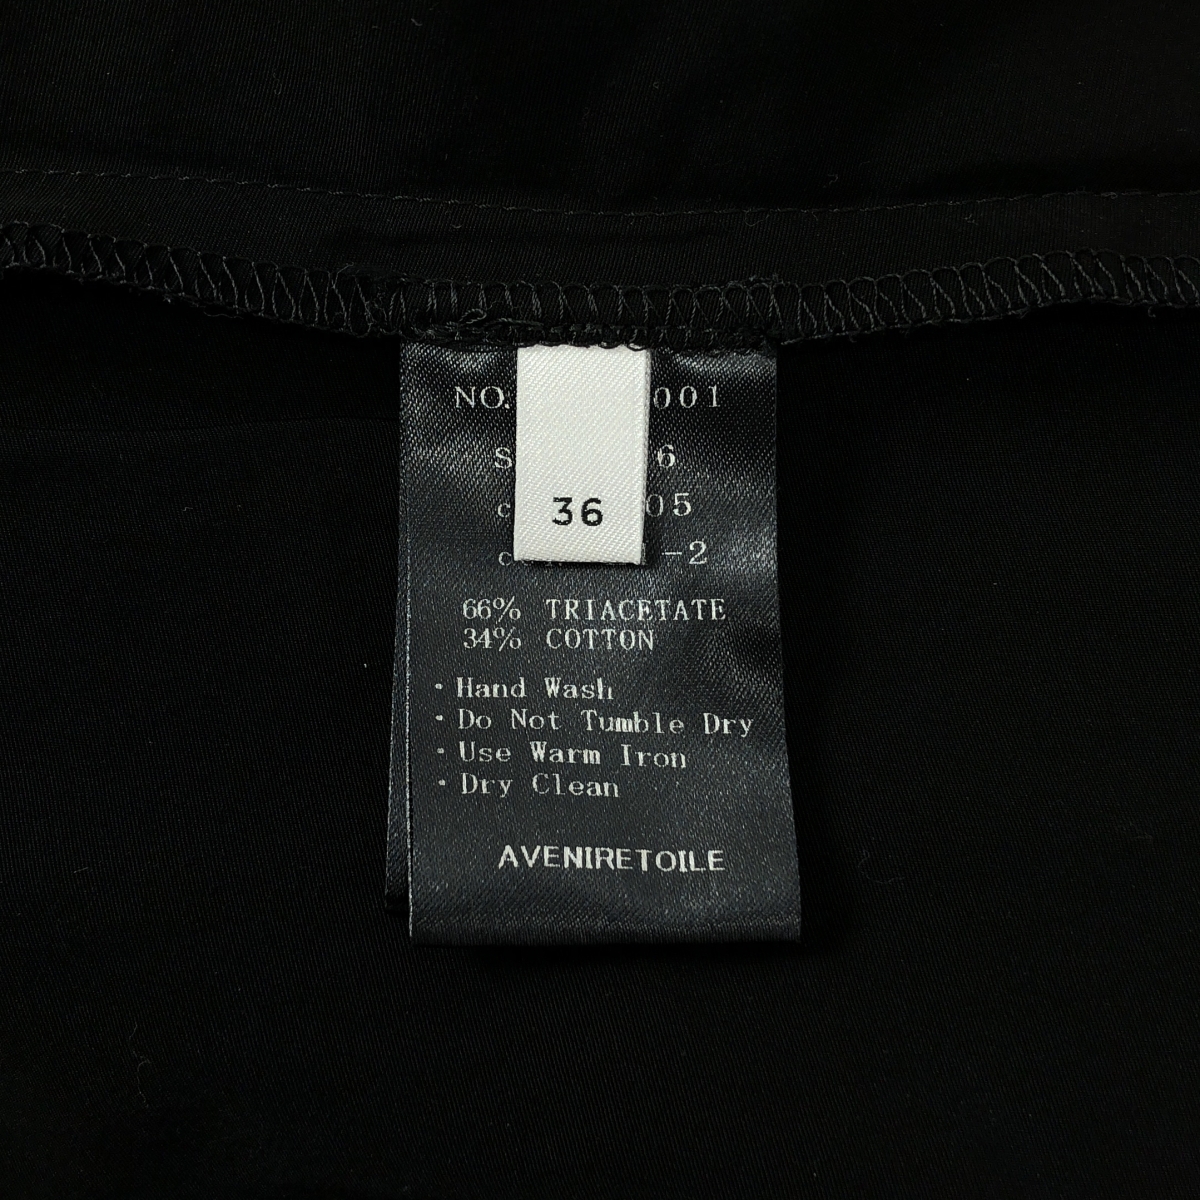 NO. 001
36
6
05
-2
66% TRIACETATE
34% COTTON
・Hand Wash
・Do Not Tumble Dry
・Use Warm Iron
・Dry Clean
AVENIRETOILE